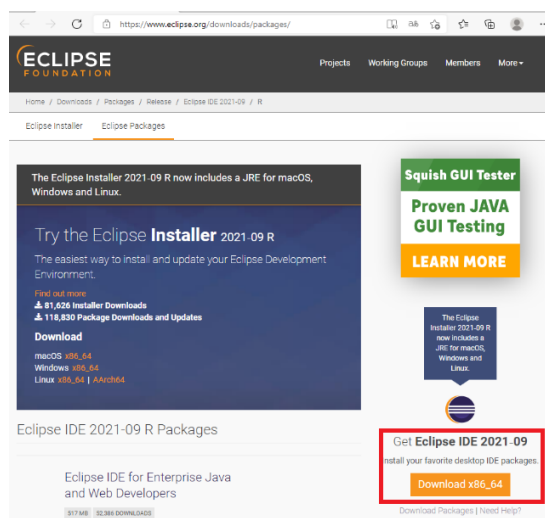 https://www.eclipse.org/downloads/packages/
ECLIPSE
FOUNDATION
Projects Working Groups Members More
Home / Downloads / Packages / Release / Eclipse IDE 2021-09 / R
Eclipse Installer Eclipse Packages
The Eclipse Installer 2021-09 R now includes a JRE for macOS,
Windows and Linux.
Try the Eclipse Installer 2021-09 R
The easiest way to install and update your Eclipse Development
Environment.
Find out more
81,626 Installer Downloads
118,830 Package Downloads and Updates
Download
macOS x86_64
Windows x86_64
Linux x86_64 | AArch64
Eclipse IDE 2021-09 R Packages
Eclipse IDE for Enterprise Java
and Web Developers
517 MB 52,386 DOWNLOADS
Squish GUI Tester
Proven JAVA
GUI Testing
LEARN MORE
The Eclipse
Installer 2021-09 R
now includes a
JRE for macOS,
Windows and
Linux.
Get Eclipse IDE 2021-09
nstall your favorite desktop IDE packages.
Download x86_64
Download Packages | Need Help?